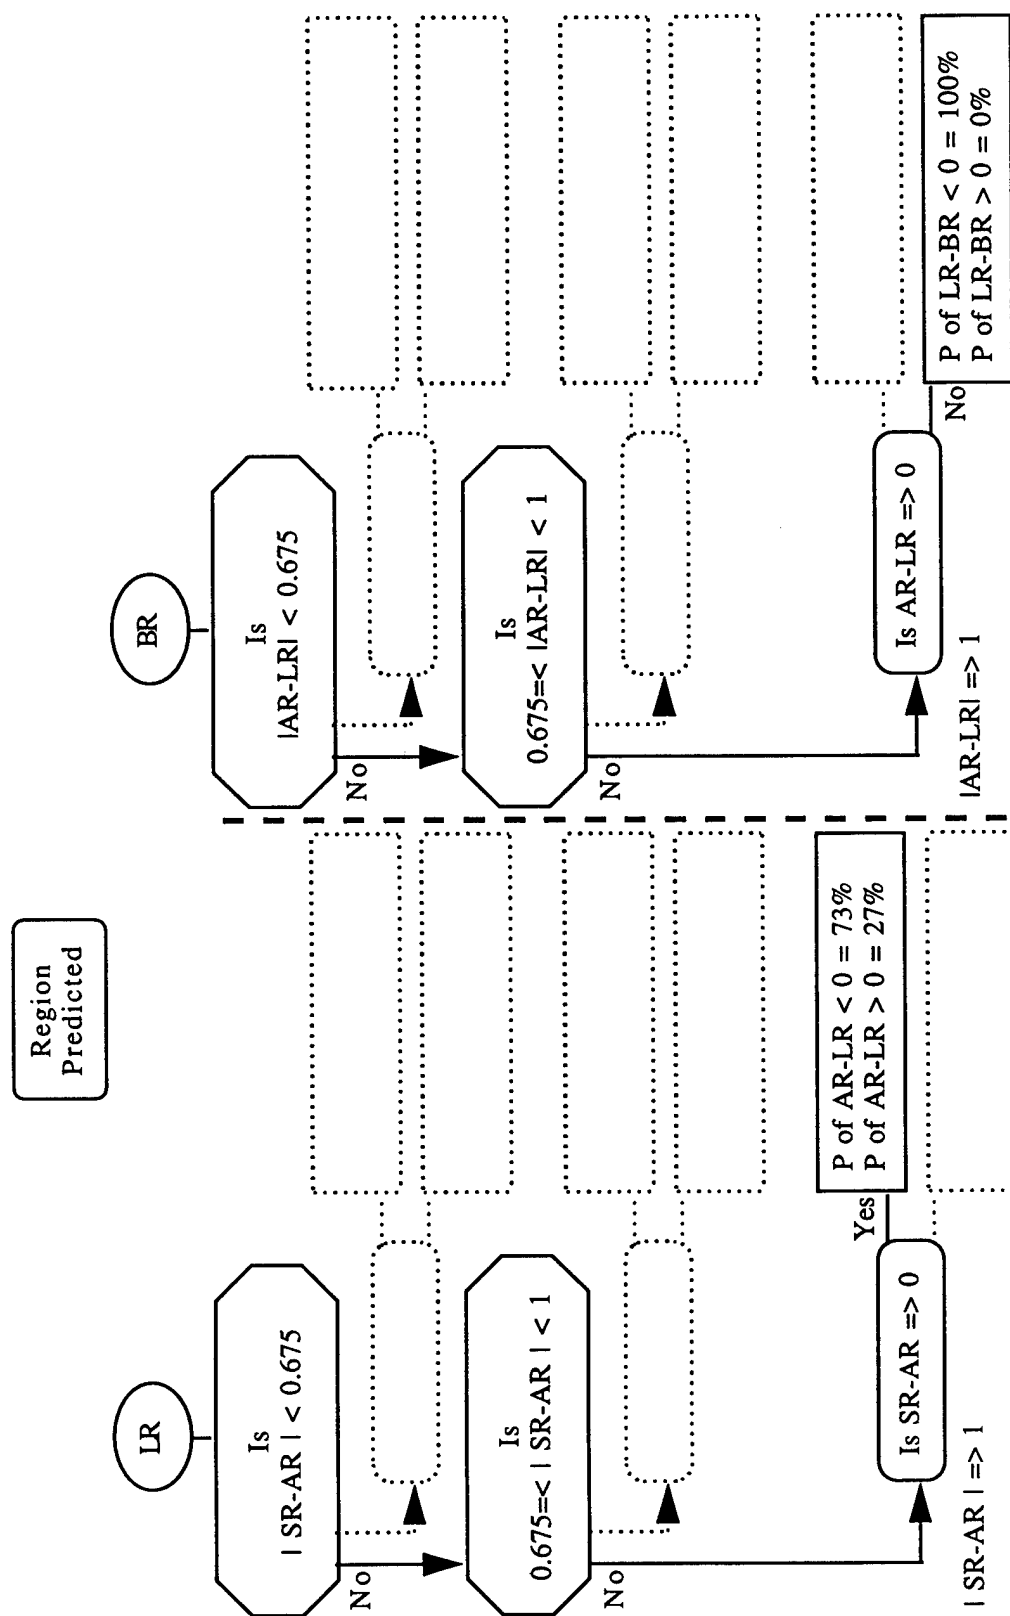 Region
Predicted
LR
Is
| SR-AR | < 0.675
No
Is
0.675=< | SR-AR | < 1
No
Is SR-AR => 0
| SR-AR | => 1
Yes
P of AR-LR < 0 = 73%
P of AR-LR > 0 = 27%
BR
Is
|AR-LR| < 0.675
No
Is
0.675=< |AR-LR| < 1
No
Is AR-LR => 0
|AR-LR| => 1
No
P of LR-BR < 0 = 100%
P of LR-BR > 0 = 0%